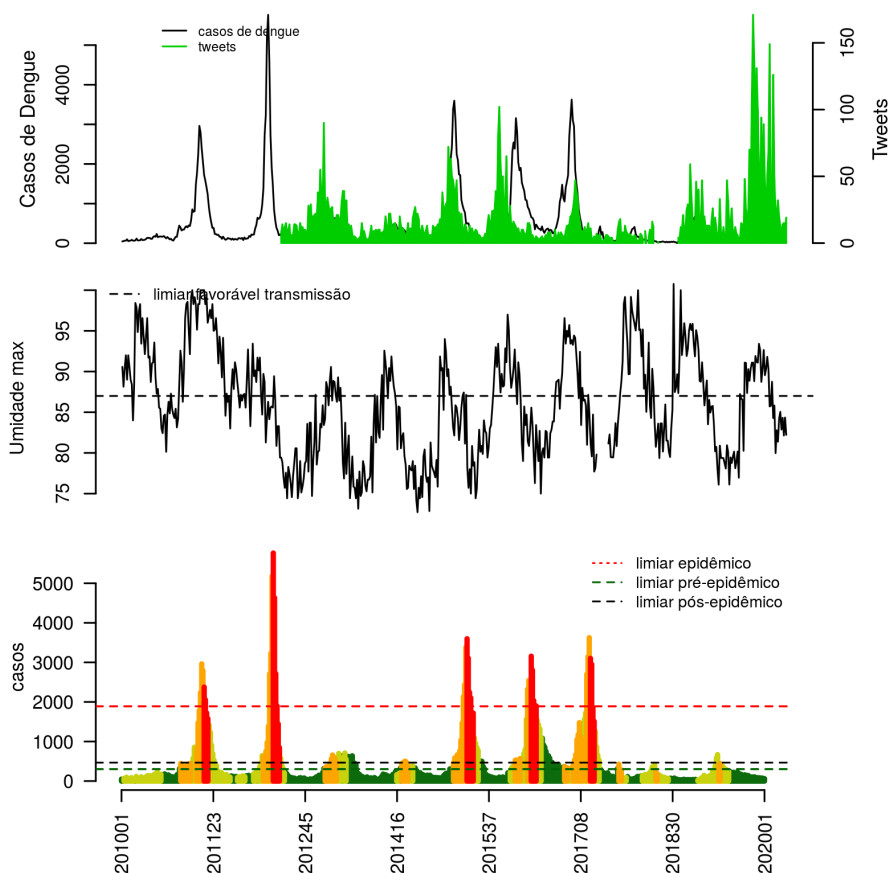 casos de dengue
tweets
Casos de Dengue
0
2000
4000
Tweets
0
50
100
150
limiar favorável transmissão
Umidade max
75
80
85
90
95
limiar epidêmico
limiar pré-epidêmico
limiar pós-epidêmico
casos
5000
4000
3000
2000
1000
0
201001
201123
201245
201416
201537
201708
201830
202001